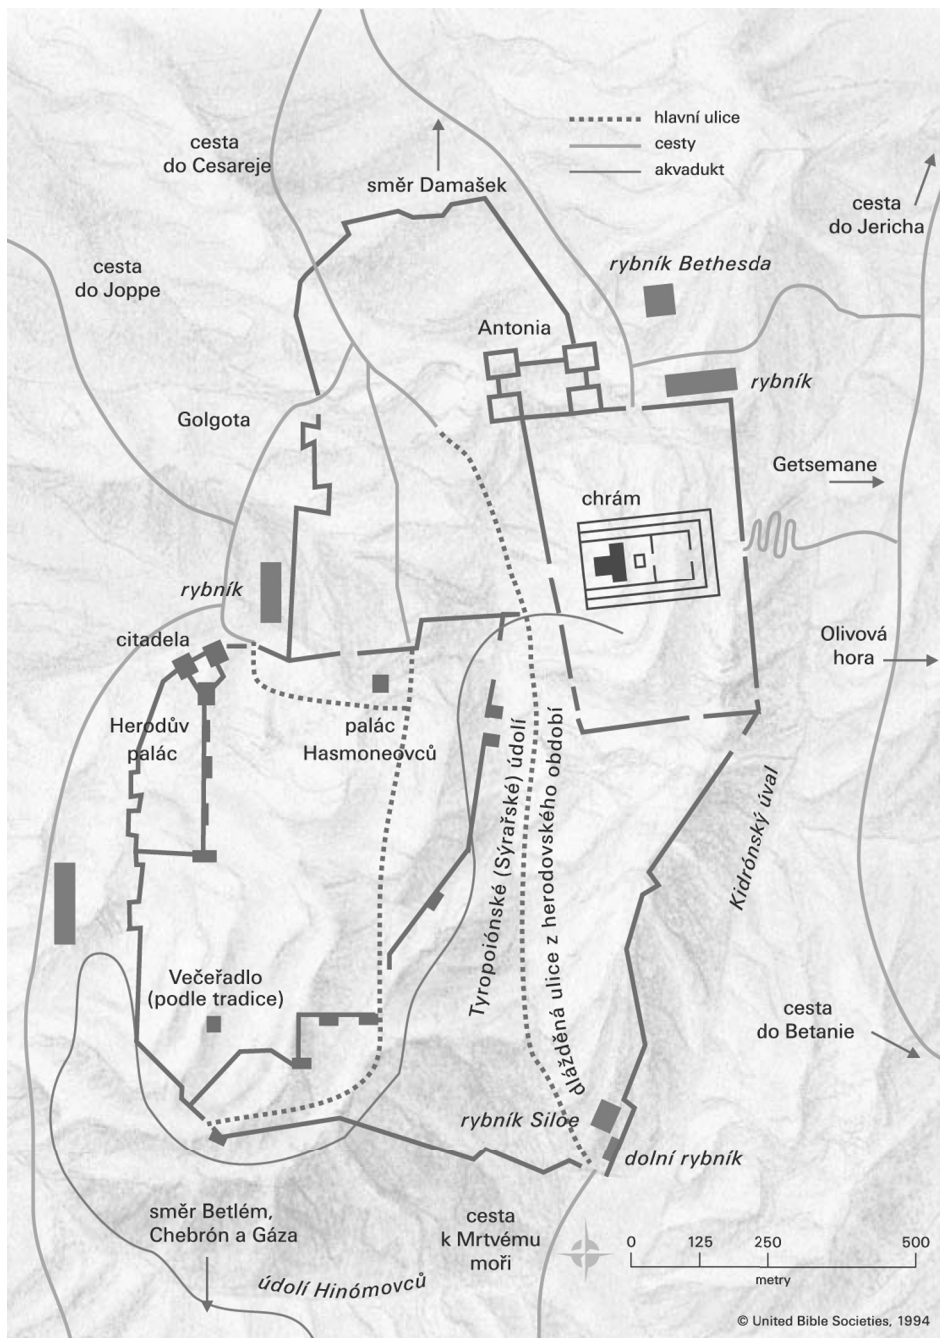 hlavní ulice
cesty
akvadukt
cesta
do Cesareje
směr Damašek
cesta
do Jericha
cesta
do Joppe
rybník Bethesda
Antonia
rybník
Golgota
Getsemane
chrám
rybník
citadela
Olivová
hora
Herodův
palác
palác
Hasmoneovců
Tyropoiónské (Sýrařské) údolí
dlážděná ulice z herodovského období
Kidrónský úval
Večeřadlo
(podle tradice)
cesta
do Betanie
rybník Siloe
dolní rybník
směr Betlém,
Chebrón a Gáza
cesta
k Mrtvému
moři
údolí Hinómovců
0 125 250 500
metry
© United Bible Societies, 1994